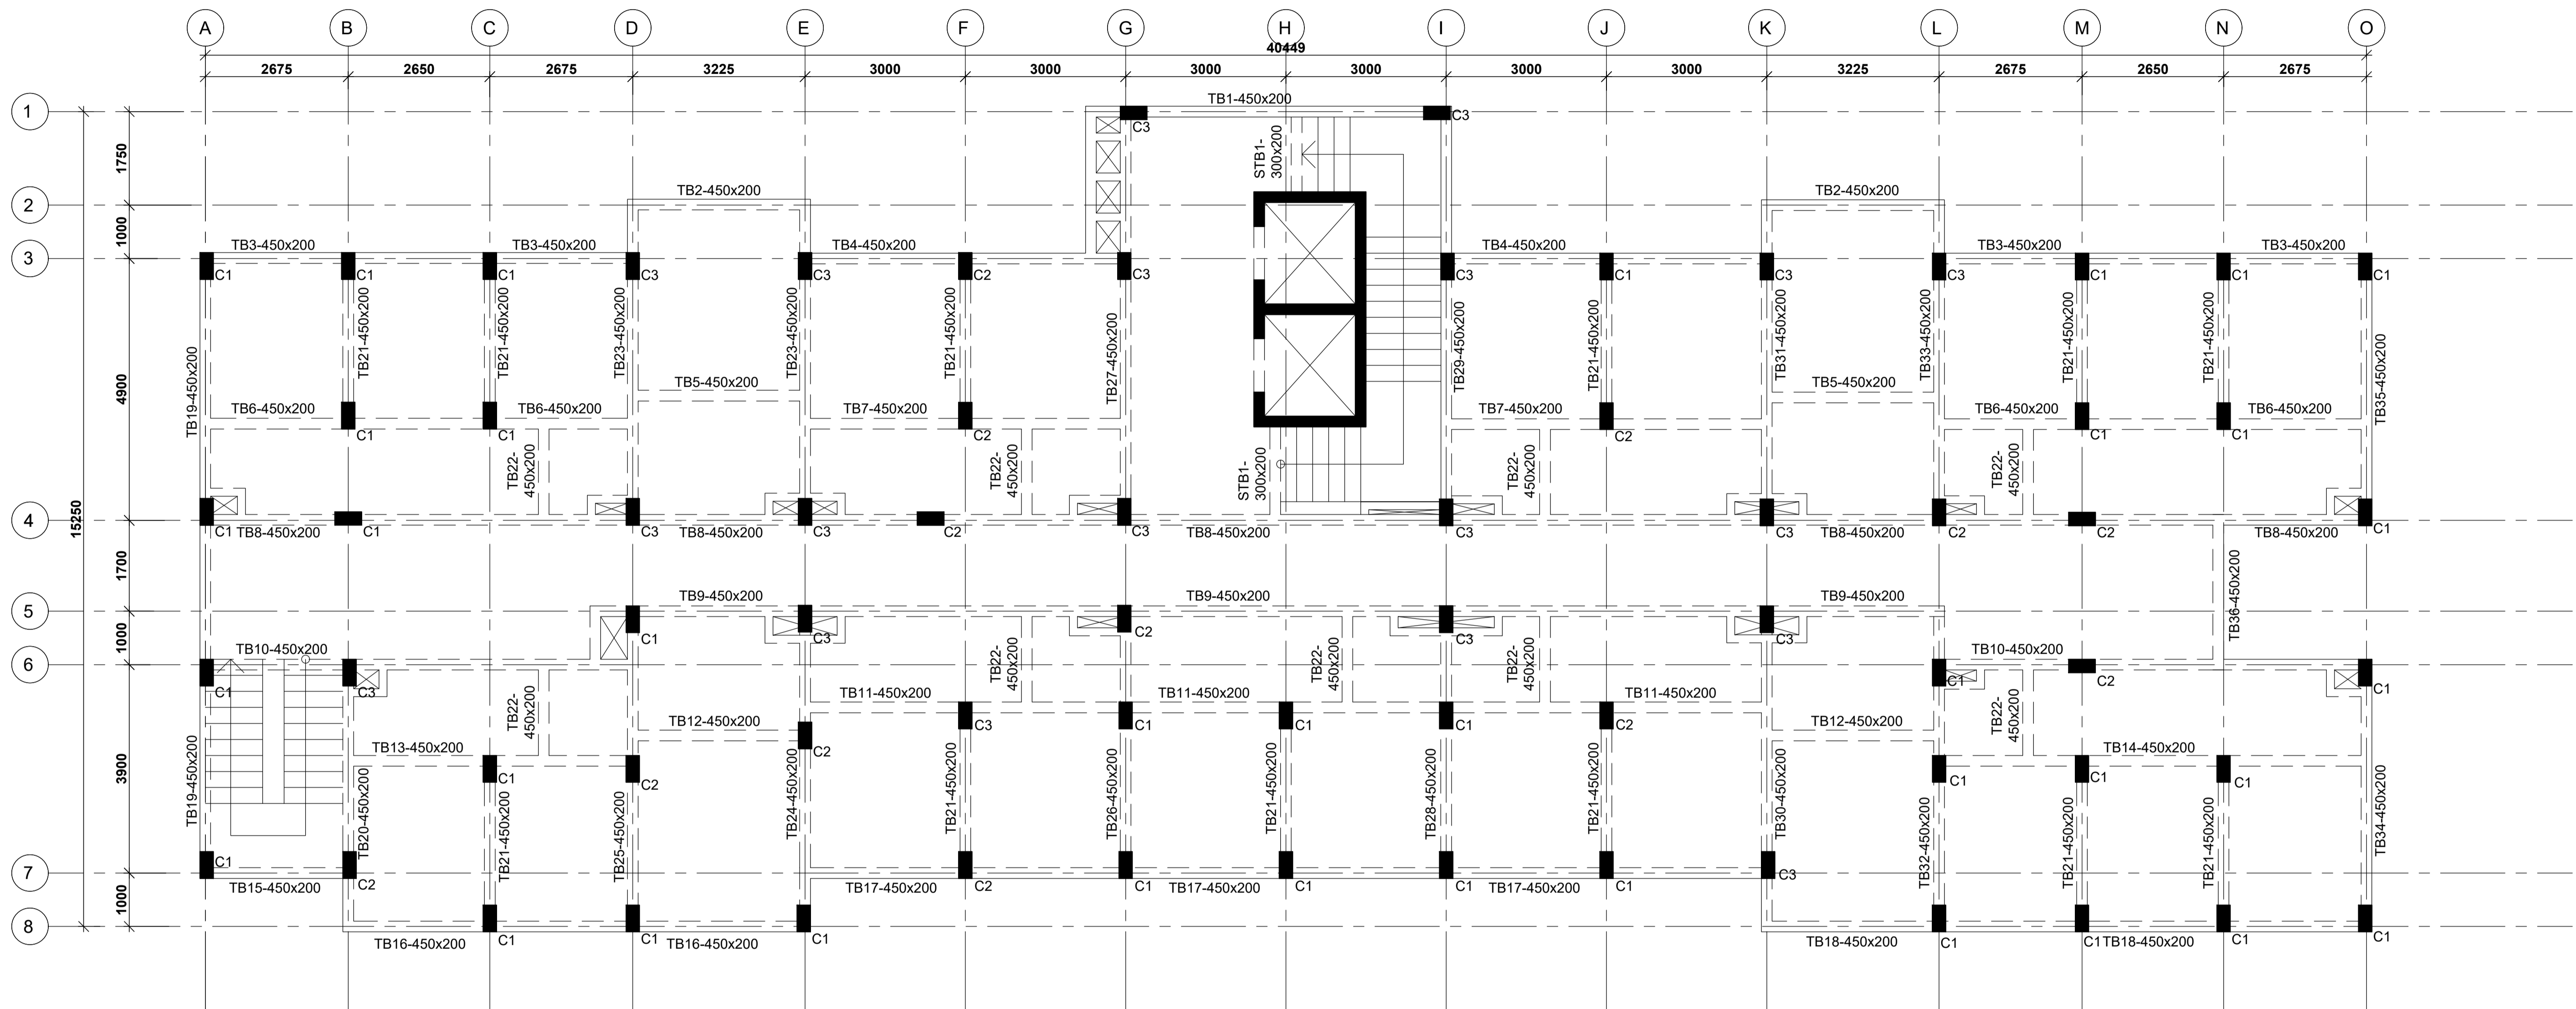 A B C D E F G H I J K L M N O
40449
2675 2650 2675 3225 3000 3000 3000 3000 3000 3000 3225 2675 2650 2675
1
TB1-450x200
C3 C3
1750
STB1-
300x200
2
TB2-450x200 TB2-450x200
1000
3
TB3-450x200 TB3-450x200 TB4-450x200 TB4-450x200 TB3-450x200 TB3-450x200
C1 C1 C1 C3 C3 C2 C3 C3 C1 C3 C3 C1 C1 C1
4900
TB19-450x200
TB21-450x200
TB21-450x200
TB23-450x200
TB23-450x200
TB21-450x200
TB27-450x200
TB29-450x200
TB21-450x200
TB31-450x200
TB33-450x200
TB21-450x200
TB21-450x200
TB35-450x200
TB5-450x200 TB5-450x200
TB6-450x200 TB6-450x200 TB7-450x200 TB7-450x200 TB6-450x200 TB6-450x200
C1 C1 C2 C2 C1 C1
TB22-
450x200
TB22-
450x200
STB1-
300x200
TB22-
450x200
TB22-
450x200
4
C1 TB8-450x200 C1 C3 TB8-450x200 C3 C2 C3 TB8-450x200 C3 C3 TB8-450x200 C2 C2 TB8-450x200 C1
15250
1700
5
TB9-450x200 TB9-450x200 TB9-450x200
C1 C3 C2 C3 C3
TB36-450x200
1000
6
TB10-450x200 TB10-450x200
C1 C3 C1 C2 C1
TB22-
450x200
TB22-
450x200
TB22-
450x200
TB22-
450x200
TB22-
450x200
TB11-450x200 TB11-450x200 TB11-450x200
C3 C1 C1 C1 C2
TB12-450x200 TB12-450x200
C2
TB13-450x200 TB14-450x200
C1 C2 C1 C1 C1
3900
TB19-450x200
TB20-450x200
TB21-450x200
TB25-450x200
TB24-450x200
TB21-450x200
TB26-450x200
TB21-450x200
TB28-450x200
TB21-450x200
TB30-450x200
TB32-450x200
TB21-450x200
TB21-450x200
TB34-450x200
7
C1 C2 C2 C1 C1 C1 C1 C3
TB15-450x200 TB17-450x200 TB17-450x200 TB17-450x200
1000
8
TB16-450x200 C1 C1 TB16-450x200 C1 TB18-450x200 C1 C1 TB18-450x200 C1 C1